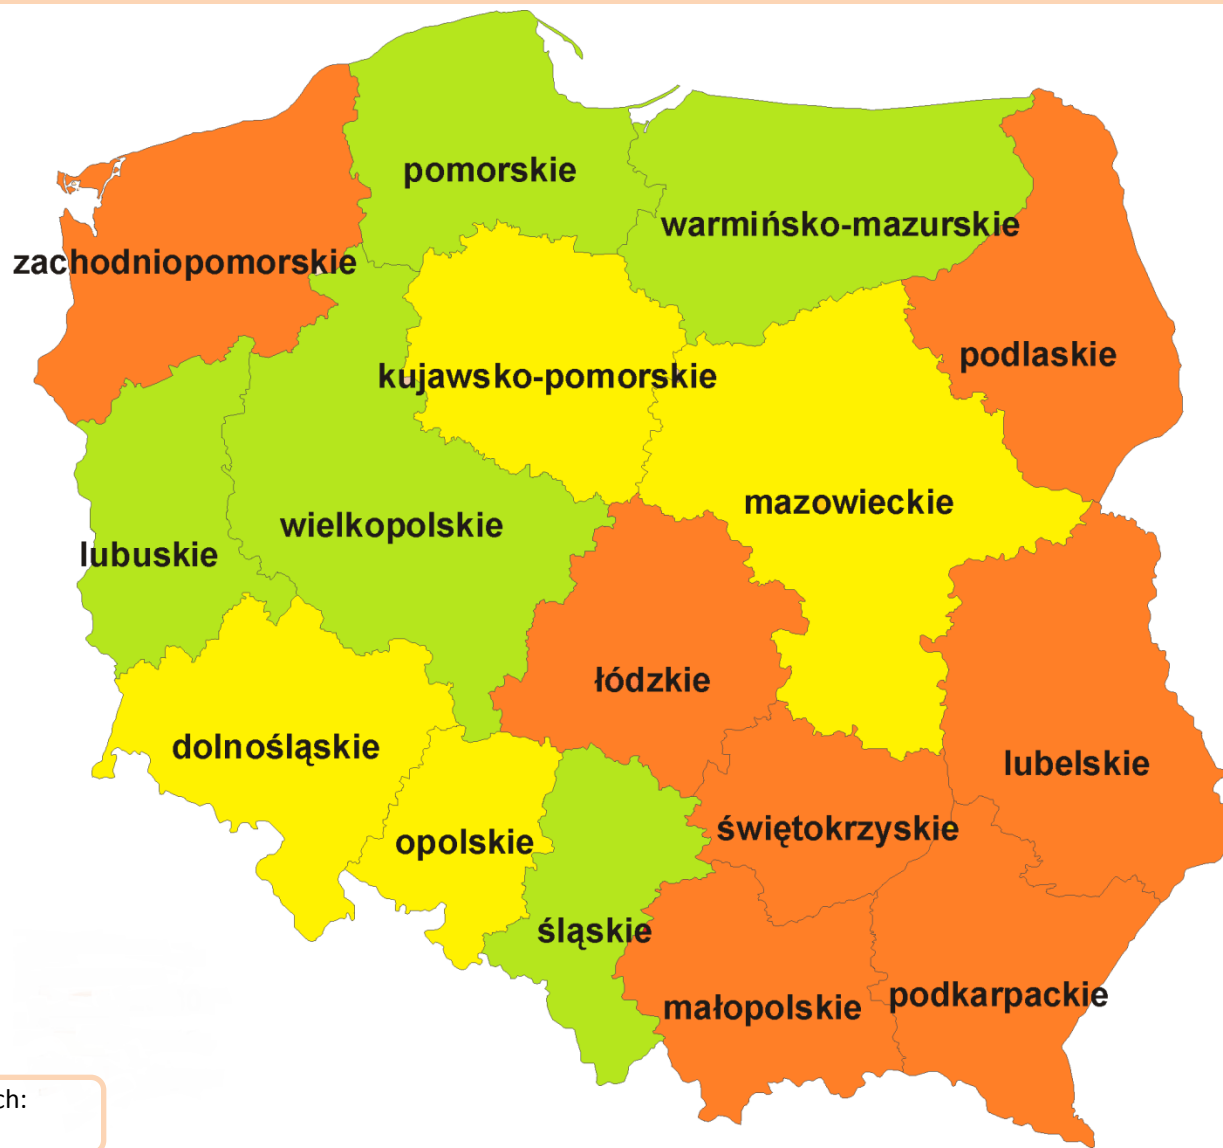 pomorskie
warmińsko-mazurskie
zachodniopomorskie
podlaskie
kujawsko-pomorskie
mazowieckie
wielkopolskie
lubuskie
łódzkie
dolnośląskie
lubelskie
świętokrzyskie
opolskie
śląskie
podkarpackie
małopolskie
ch: